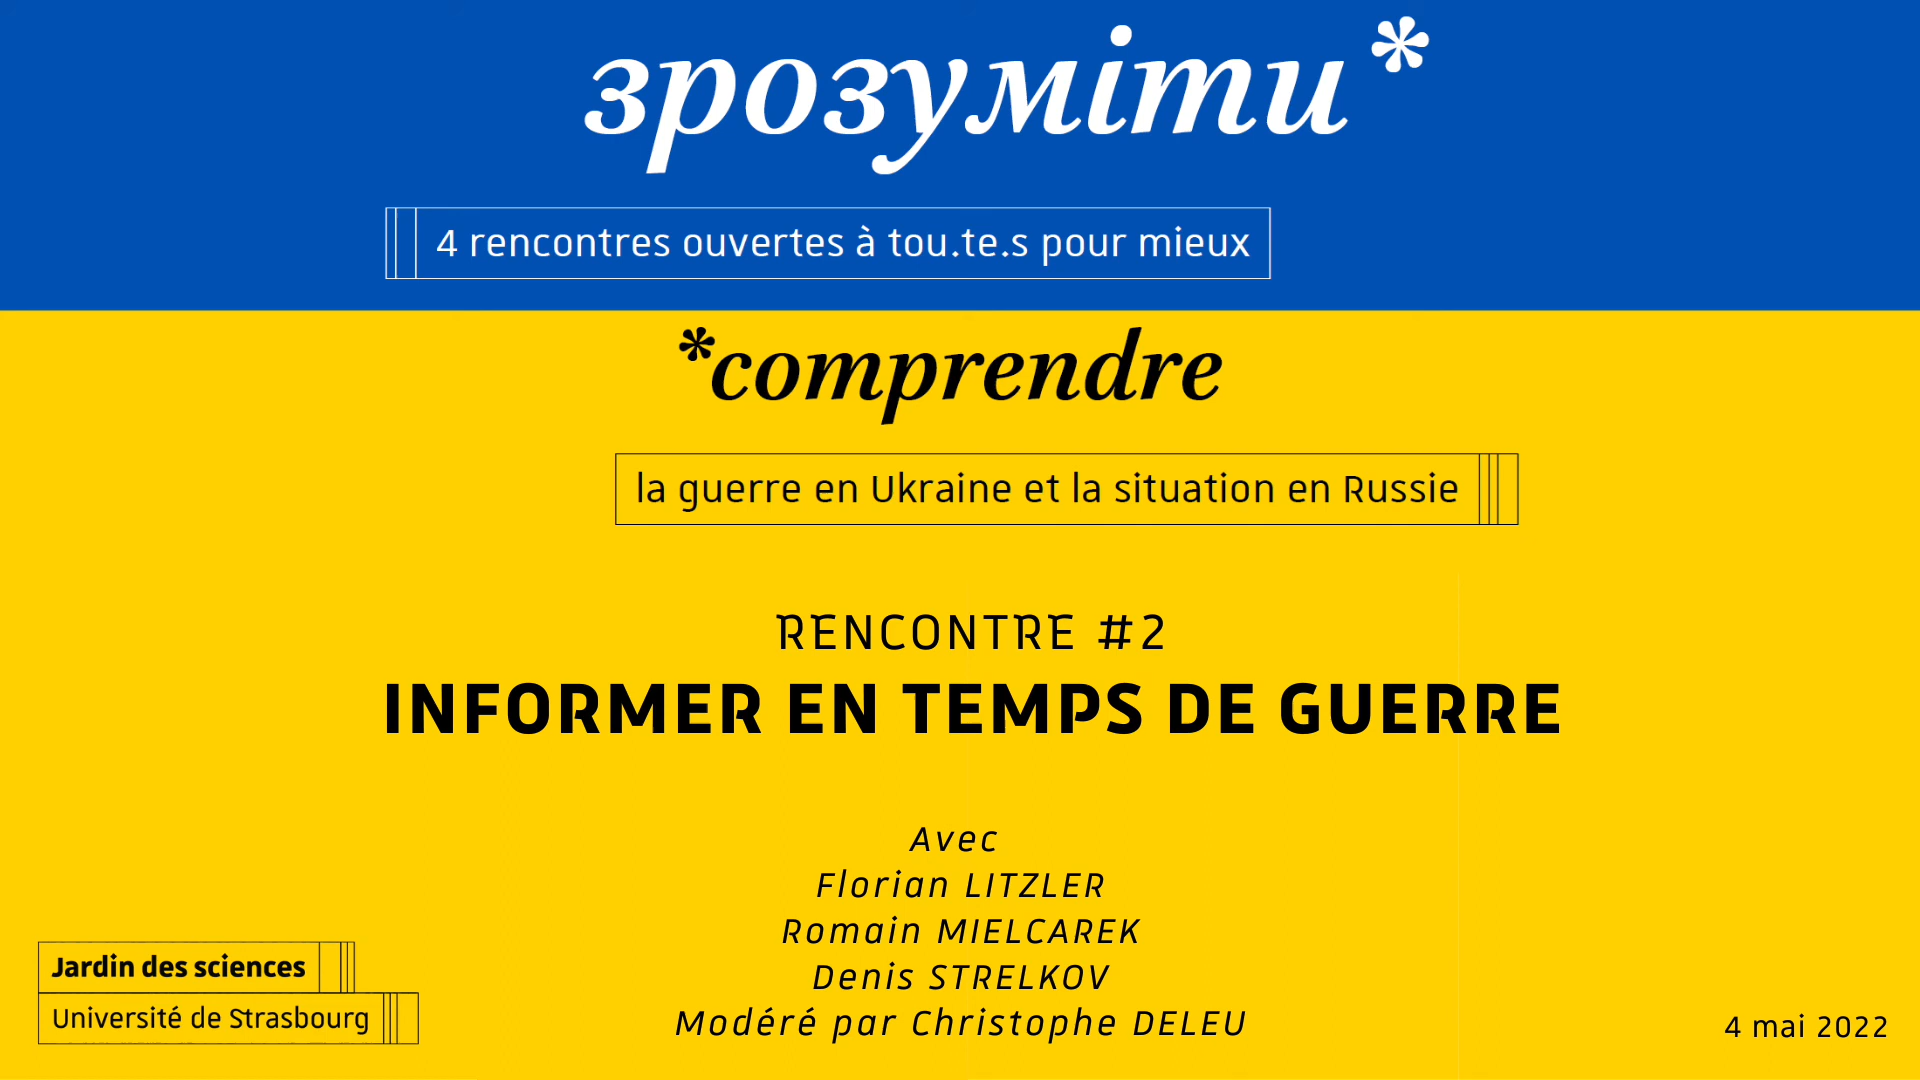 зрозуміти*
4 rencontres ouvertes à tou.te.s pour mieux
*comprendre
la guerre en Ukraine et la situation en Russie
RENCONTRE #2
INFORMER EN TEMPS DE GUERRE
Avec
Florian LITZLER
Romain MIELCAREK
Denis STRELKOV
Modéré par Christophe DELEU
Jardin des sciences
Université de Strasbourg
4 mai 2022